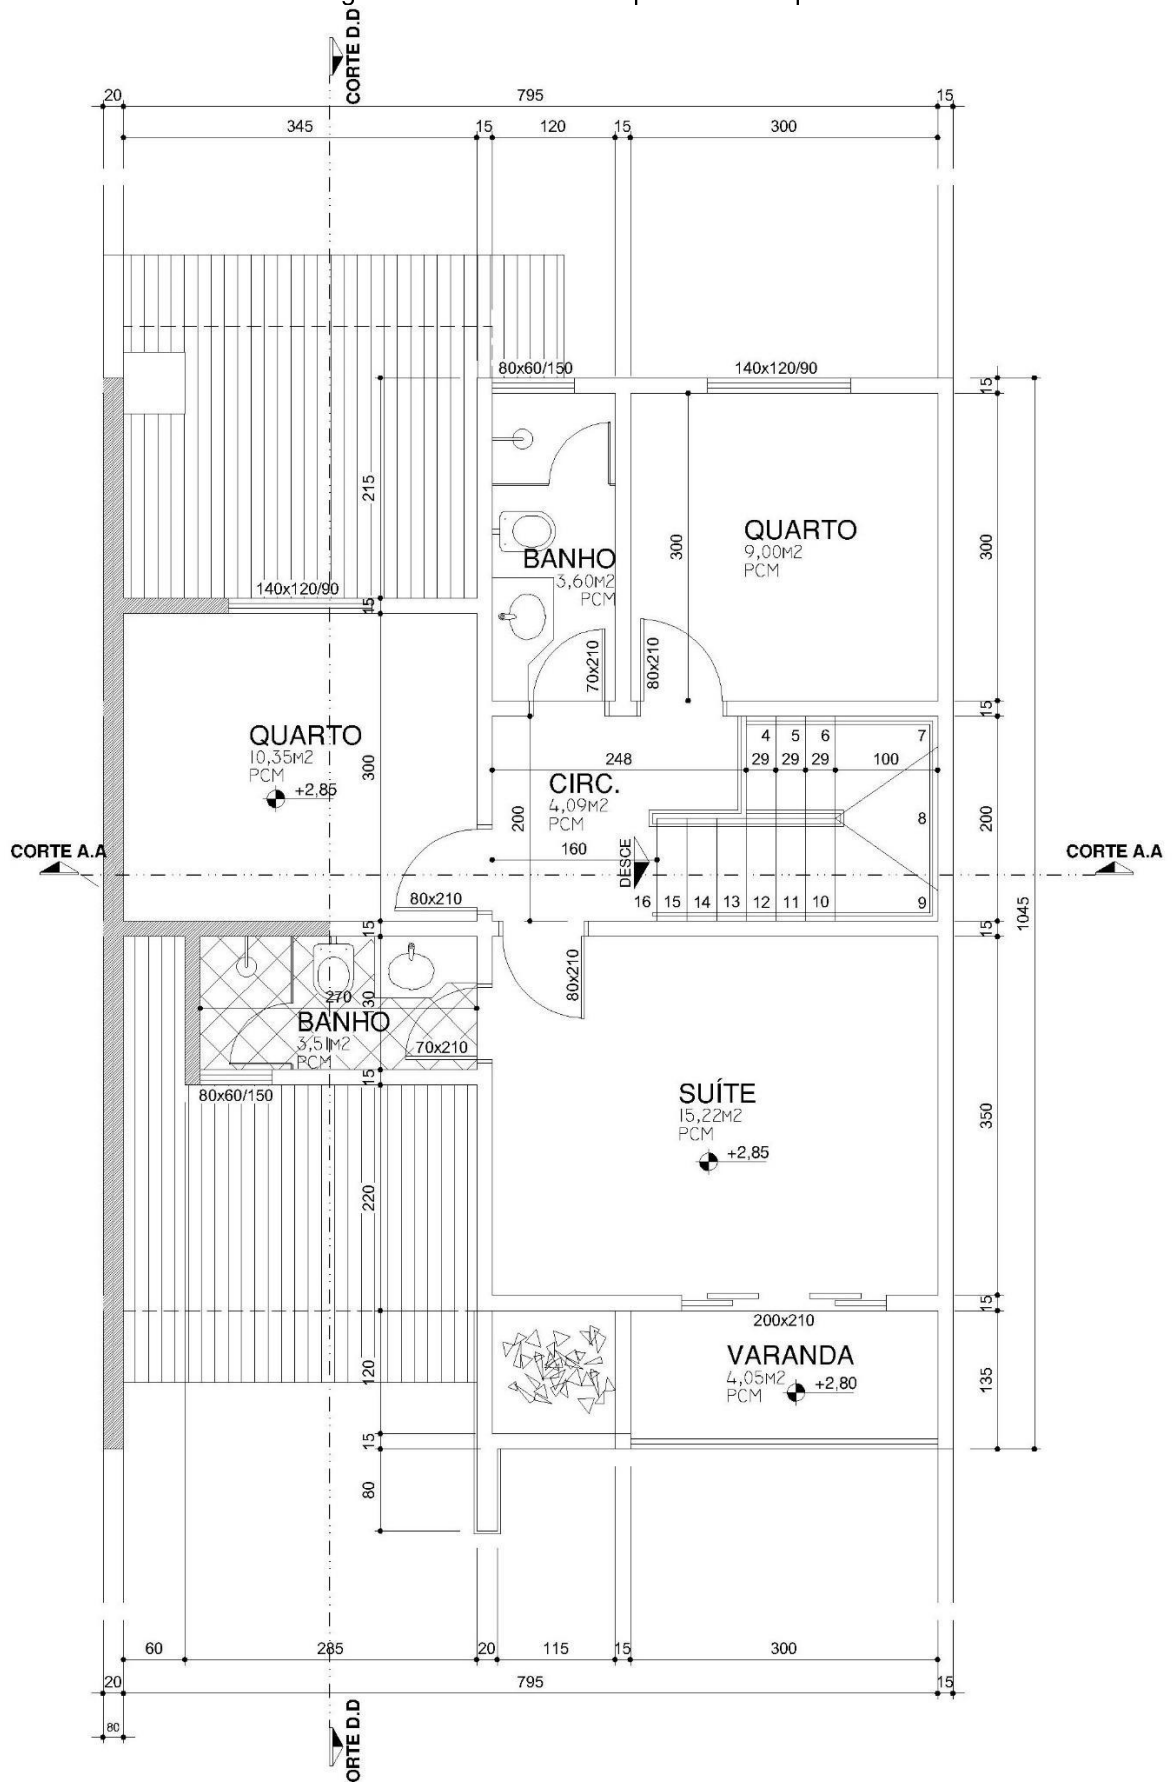 CORTE D.D
20 795 15
345 15 120 15 300
80x60/150 140x120/90
15
215
300
300
QUARTO
9,00M2
PCM
BANHO
3,60M2
PCM
140x120/90
15
70x210
80x210
15
QUARTO
10,35M2
PCM
+2,85
300
4 5 6 7
248 29 29 29 100
CIRC.
4,09M2
PCM
200
200
8
160
DESCE
CORTE A.A
CORTE A.A
80x210
16 15 14 13 12 11 10 9
1045
15
15
80x210
270
130
BANHO
3,51M2
PCM
70x210
15
80x60/150
SUÍTE
15,22M2
PCM
+2,85
350
220
15
200x210
VARANDA
4,05M2
PCM
+2,80
120
135
15
80
60 285 20 115 15 300
20 795 15
80
ORTE D.D